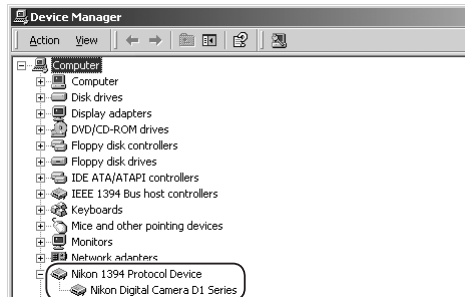 Device Manager
Action View
Computer
Computer
Disk drives
Display adapters
DVD/CD-ROM drives
Floppy disk controllers
Floppy disk drives
IDE ATA/ATAPI controllers
IEEE 1394 Bus host controllers
Keyboards
Mice and other pointing devices
Monitors
Network adapters
Nikon 1394 Protocol Device
Nikon Digital Camera D1 Series